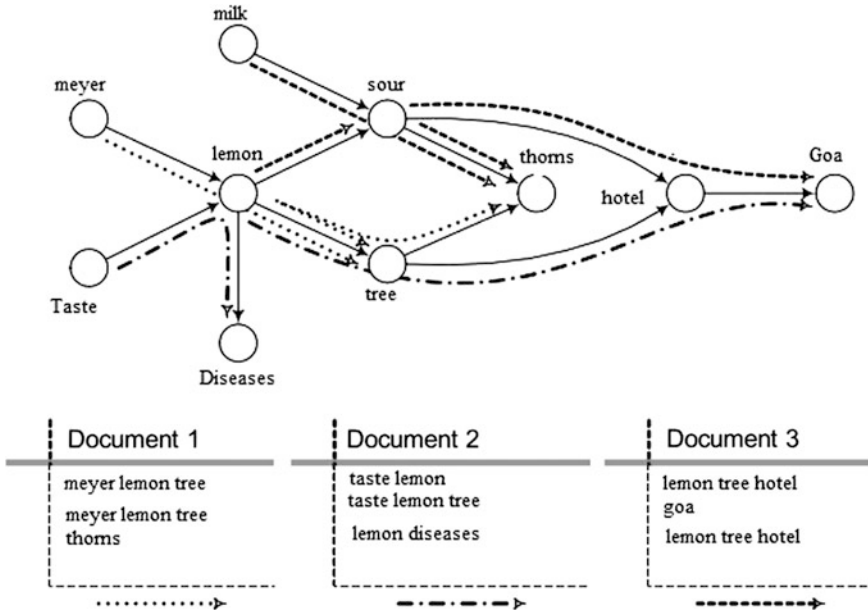 milk
meyer
sour
lemon
thorns
Goa
hotel
Taste
tree
Diseases
Document 1
meyer lemon tree
meyer lemon tree
thorns
Document 2
taste lemon
taste lemon tree
lemon diseases
Document 3
lemon tree hotel
goa
lemon tree hotel